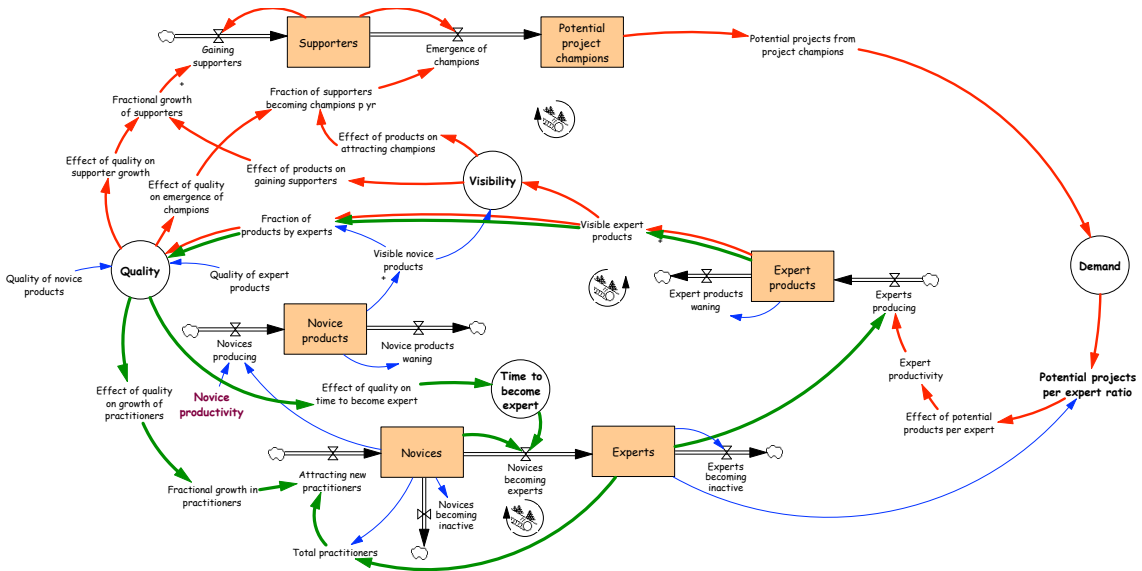 Supporters
Potential
project
champions
Gaining
supporters
Emergence of
champions
Potential projects from
project champions
Fractional growth
of supporters
+
Fraction of supporters
becoming champions p yr
Effect of products on
attracting champions
Effect of quality on
supporter growth
Effect of quality
on emergence of
champions
Effect of products on
gaining supporters
Visibility
Fraction of
products by experts
Visible expert
products
+
Visible novice
products
+
Quality
Quality of novice
products
Quality of expert
products
Expert
products
Expert products
waning
Experts
producing
Demand
Novice
products
Novices
producing
Novice products
waning
Novice
productivity
Effect of quality
on growth of
practitioners
Effect of quality on
time to become expert
Time to
become
expert
Expert
productivity
Potential projects
per expert ratio
Effect of potential
products per expert
Novices
Experts
Attracting new
practitioners
Novices
becoming
experts
Experts
becoming
inactive
Fractional growth in
practitioners
Novices
becoming
inactive
Total practitioners